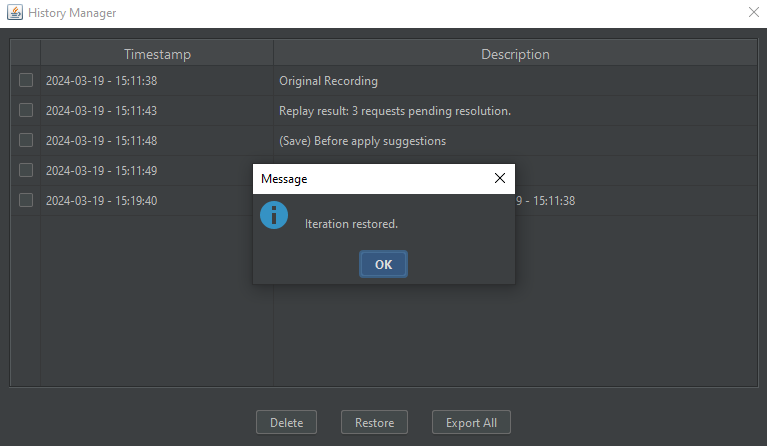 History Manager
Timestamp Description
2024-03-19 - 15:11:38 Original Recording
2024-03-19 - 15:11:43 Replay result: 3 requests pending resolution.
2024-03-19 - 15:11:48 (Save) Before apply suggestions
2024-03-19 - 15:11:49
2024-03-19 - 15:19:40 9 - 15:11:38
Message
Iteration restored.
OK
Delete Restore Export All